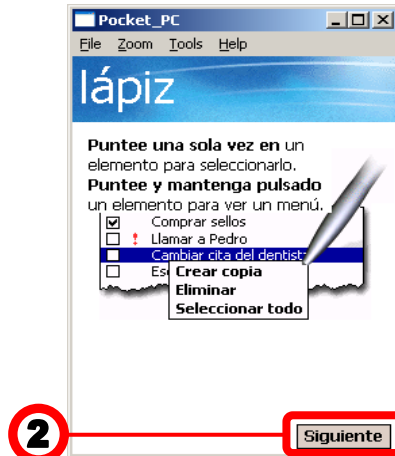 Pocket_PC
File Zoom Tools Help
lápiz
Puntee una sola vez en un
elemento para seleccionarlo.
Puntee y mantenga pulsado
un elemento para ver un menú.
Comprar sellos
! Llamar a Pedro
Cambiar cita del dentist
Es
Crear copia
Eliminar
Seleccionar todo
2
Siguiente